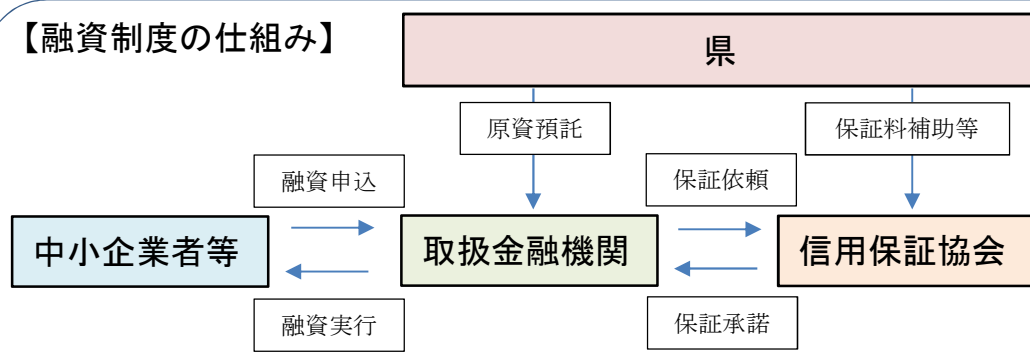 【融資制度の仕組み】
県
原資預託
保証料補助等
融資申込
保証依頼
中小企業者等
取扱金融機関
信用保証協会
融資実行
保証承諾